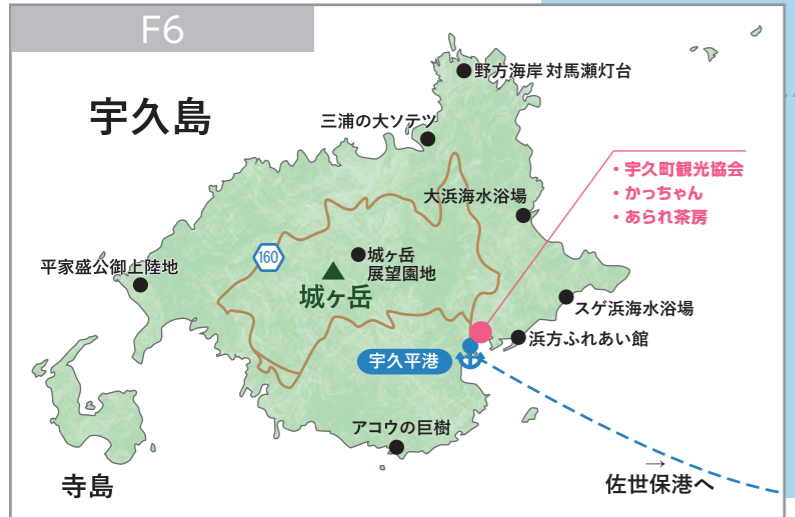 F6
宇久島
野方海岸 対馬瀬灯台
三浦の大ソテツ
・宇久町観光協会
・かっちゃん
・あられ茶房
大浜海水浴場
160
城ヶ岳
展望園地
平家盛公御上陸地
城ヶ岳
スゲ浜海水浴場
浜方ふれあい館
宇久平港
アコウの巨樹
→
佐世保港へ
寺島